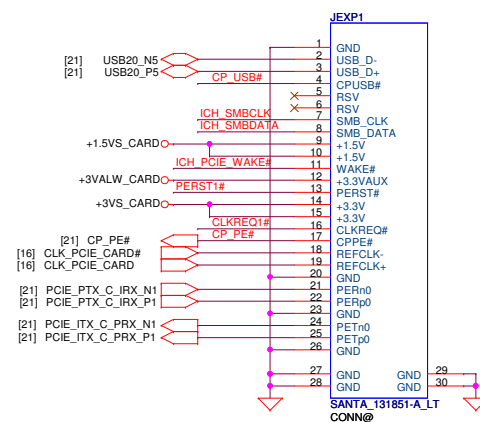 JEXP1
1 GND
[21] USB20_N5 2 USB_D-
[21] USB20_P5 3 USB_D+
CP_USB# 4 CPUSB#
5 RSV
6 RSV
ICH_SMBCLK 7 SMB_CLK
ICH_SMBDATA 8 SMB_DATA
+1.5VS_CARD 9 +1.5V
10 +1.5V
ICH_PCIE_WAKE# 11 WAKE#
+3VALW_CARD 12 +3.3VAUX
PERST1# 13 PERST#
+3VS_CARD 14 +3.3V
15 +3.3V
CLKREQ1# 16 CLKREQ#
[21] CP_PE# CP_PE# 17 CPPE#
[16] CLK_PCIE_CARD# 18 REFCLK-
[16] CLK_PCIE_CARD 19 REFCLK+
20 GND
[21] PCIE_PTX_C_IRX_N1 21 PERn0
[21] PCIE_PTX_C_IRX_P1 22 PERp0
23 GND
[21] PCIE_ITX_C_PRX_N1 24 PETn0
[21] PCIE_ITX_C_PRX_P1 25 PETp0
26 GND
27 GND GND 29
28 GND GND 30
SANTA_131851-A_LT
CONN@